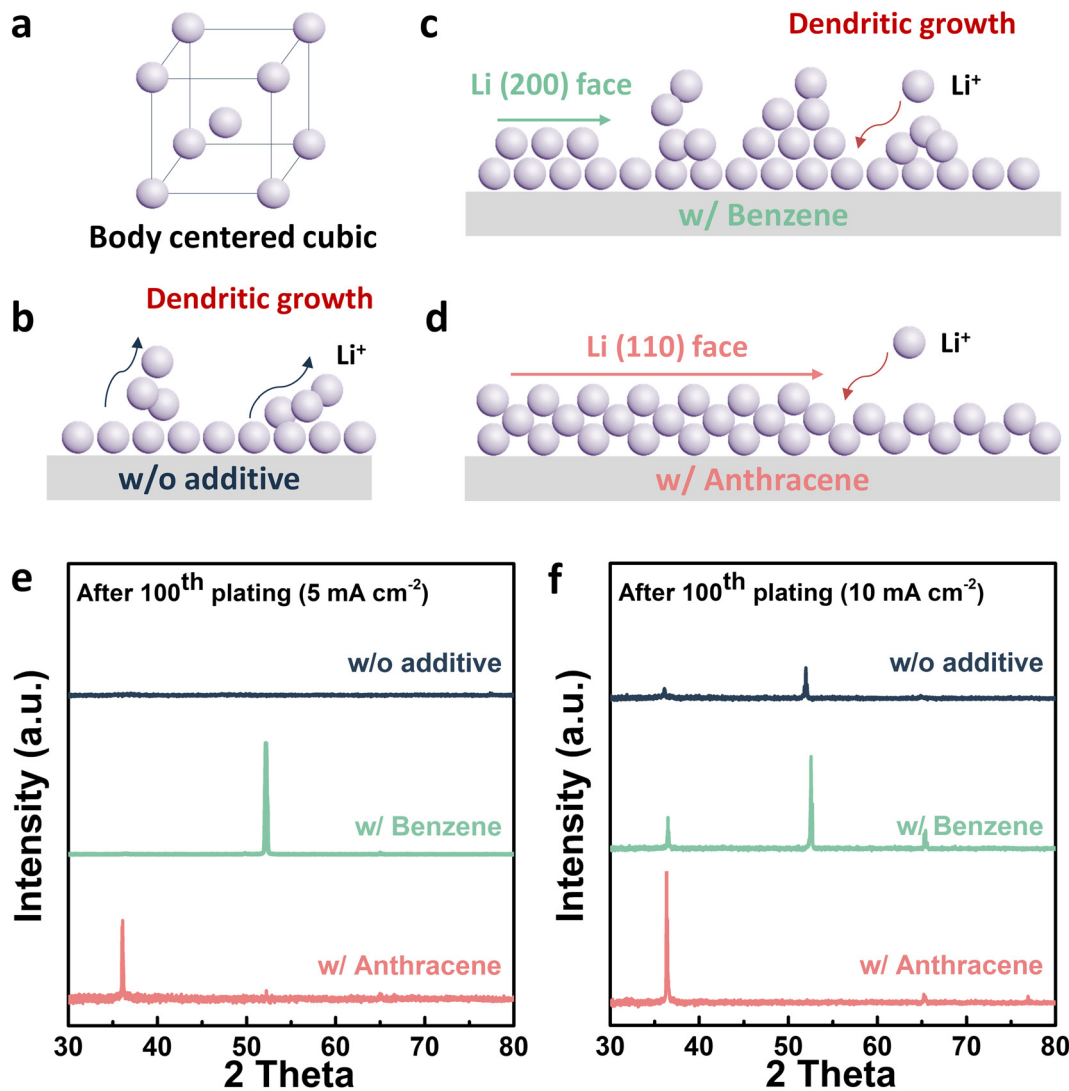 a
Body centered cubic
b
Dendritic growth
Li⁺
w/o additive
c
Dendritic growth
Li (200) face
Li⁺
w/ Benzene
d
Li (110) face
Li⁺
w/ Anthracene
e
After 100th plating (5 mA cm⁻²)
w/o additive
w/ Benzene
w/ Anthracene
Intensity (a.u.)
30 40 50 60 70 80
2 Theta
f
After 100th plating (10 mA cm⁻²)
w/o additive
w/ Benzene
w/ Anthracene
Intensity (a.u.)
30 40 50 60 70 80
2 Theta